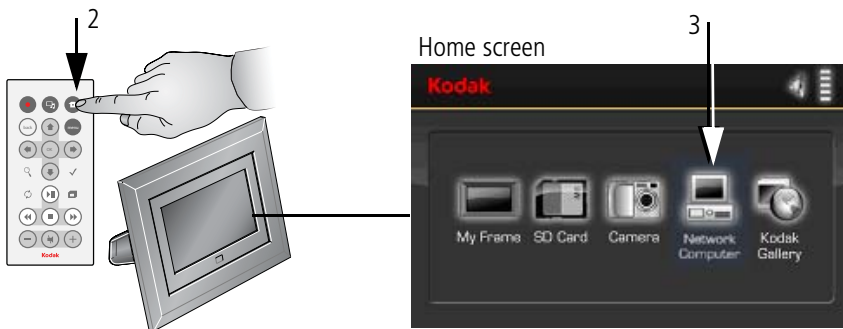 2
3
Home screen
Kodak
My Frame SD Card Camera Network Computer Kodak Gallery
Kodak